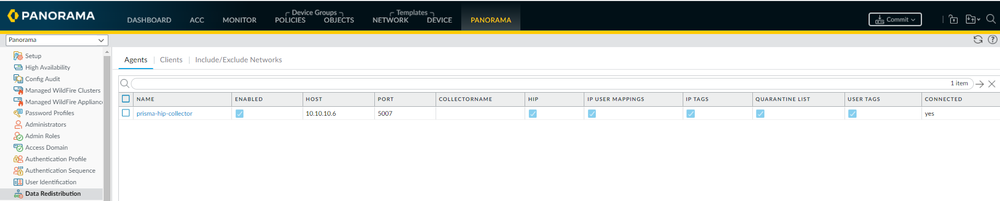 PANORAMA
Device Groups
Templates
DASHBOARD ACC MONITOR POLICIES OBJECTS NETWORK DEVICE PANORAMA
Commit
Panorama
Setup
High Availability
Config Audit
Managed WildFire Clusters
Managed WildFire Applianc
Password Profiles
Administrators
Admin Roles
Access Domain
Authentication Profile
Authentication Sequence
User Identification
Data Redistribution
Agents | Clients | Include/Exclude Networks
1 item
NAME ENABLED HOST PORT COLLECTORNAME HIP IP USER MAPPINGS IP TAGS QUARANTINE LIST USER TAGS CONNECTED
prisma-hip-collector 10.10.10.6 5007 yes